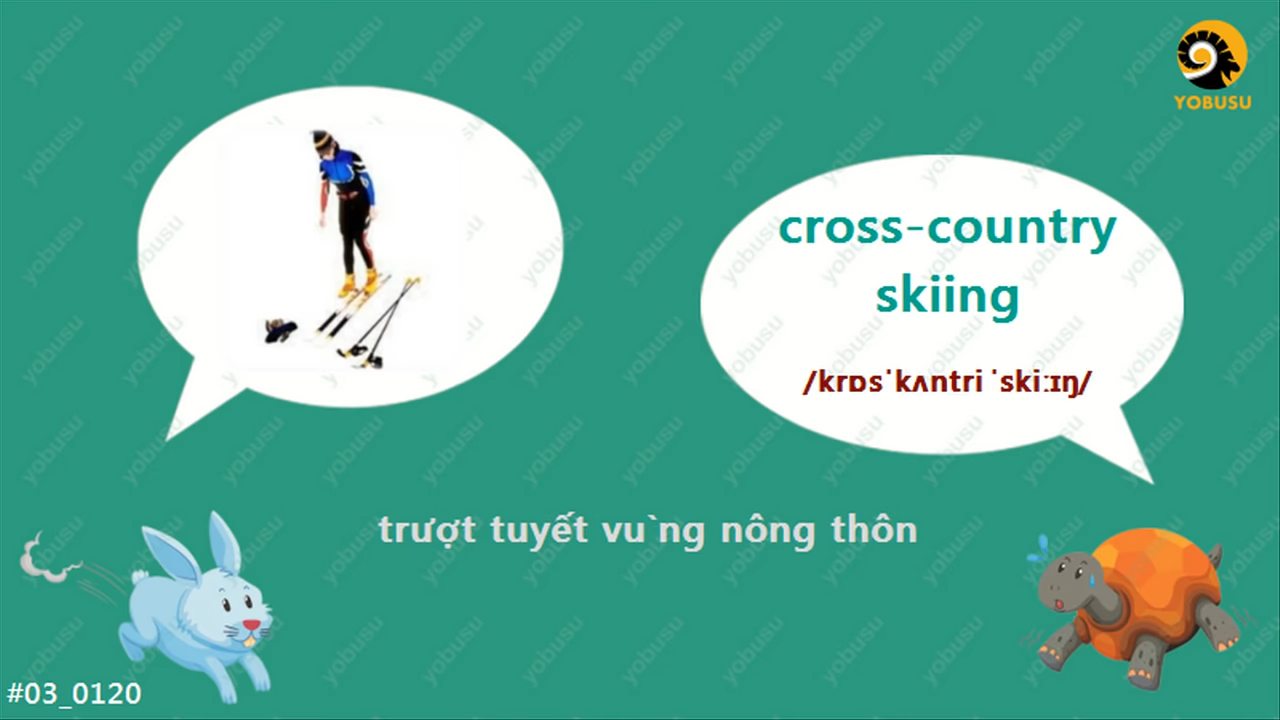 YOBUSU
cross-country
skiing
/krɒsˈkʌntri ˈskiːɪŋ/
trượt tuyết vu`ng nông thôn
#03_0120